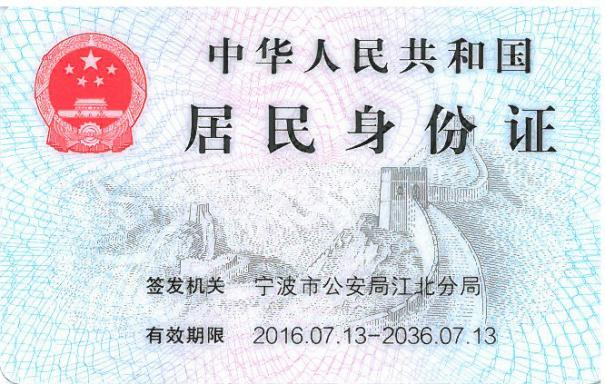 中华人民共和国
居民身份证
签发机关 宁波市公安局江北分局
有效期限 2016.07.13-2036.07.13